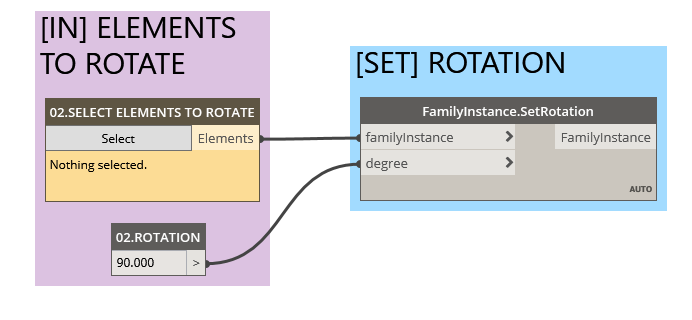 [IN] ELEMENTS
TO ROTATE
02.SELECT ELEMENTS TO ROTATE
Select
Elements
Nothing selected.
02.ROTATION
90.000
>
[SET] ROTATION
FamilyInstance.SetRotation
familyInstance
FamilyInstance
degree
AUTO